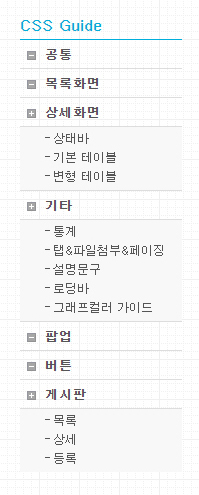 CSS Guide
공통
목록화면
상세화면
- 상태바
- 기본 테이블
- 변형 테이블
기타
- 통계
- 탭&파일첨부&페이징
- 설명문구
- 로딩바
- 그래프컬러 가이드
팝업
버튼
게시판
- 목록
- 상세
- 등록